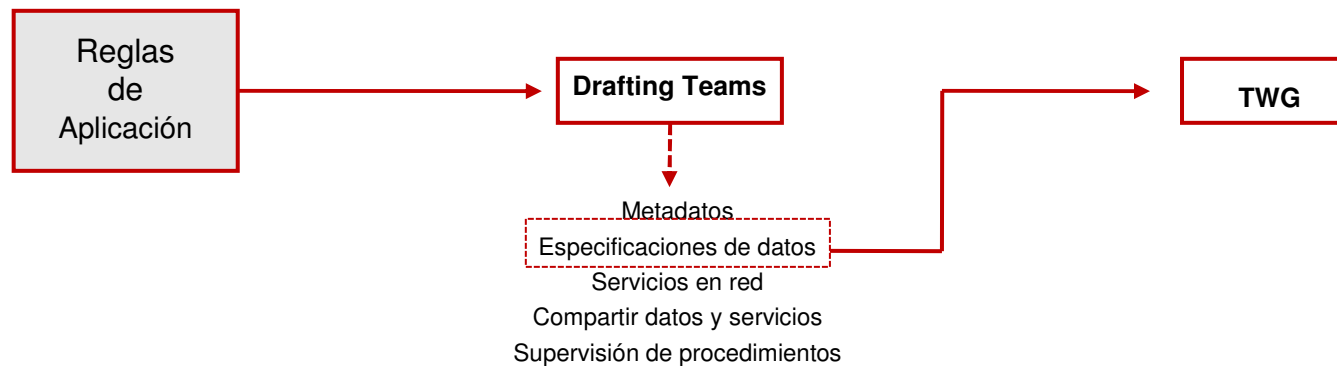 Reglas
de
Aplicación
Drafting Teams
TWG
Metadatos
Especificaciones de datos
Servicios en red
Compartir datos y servicios
Supervisión de procedimientos